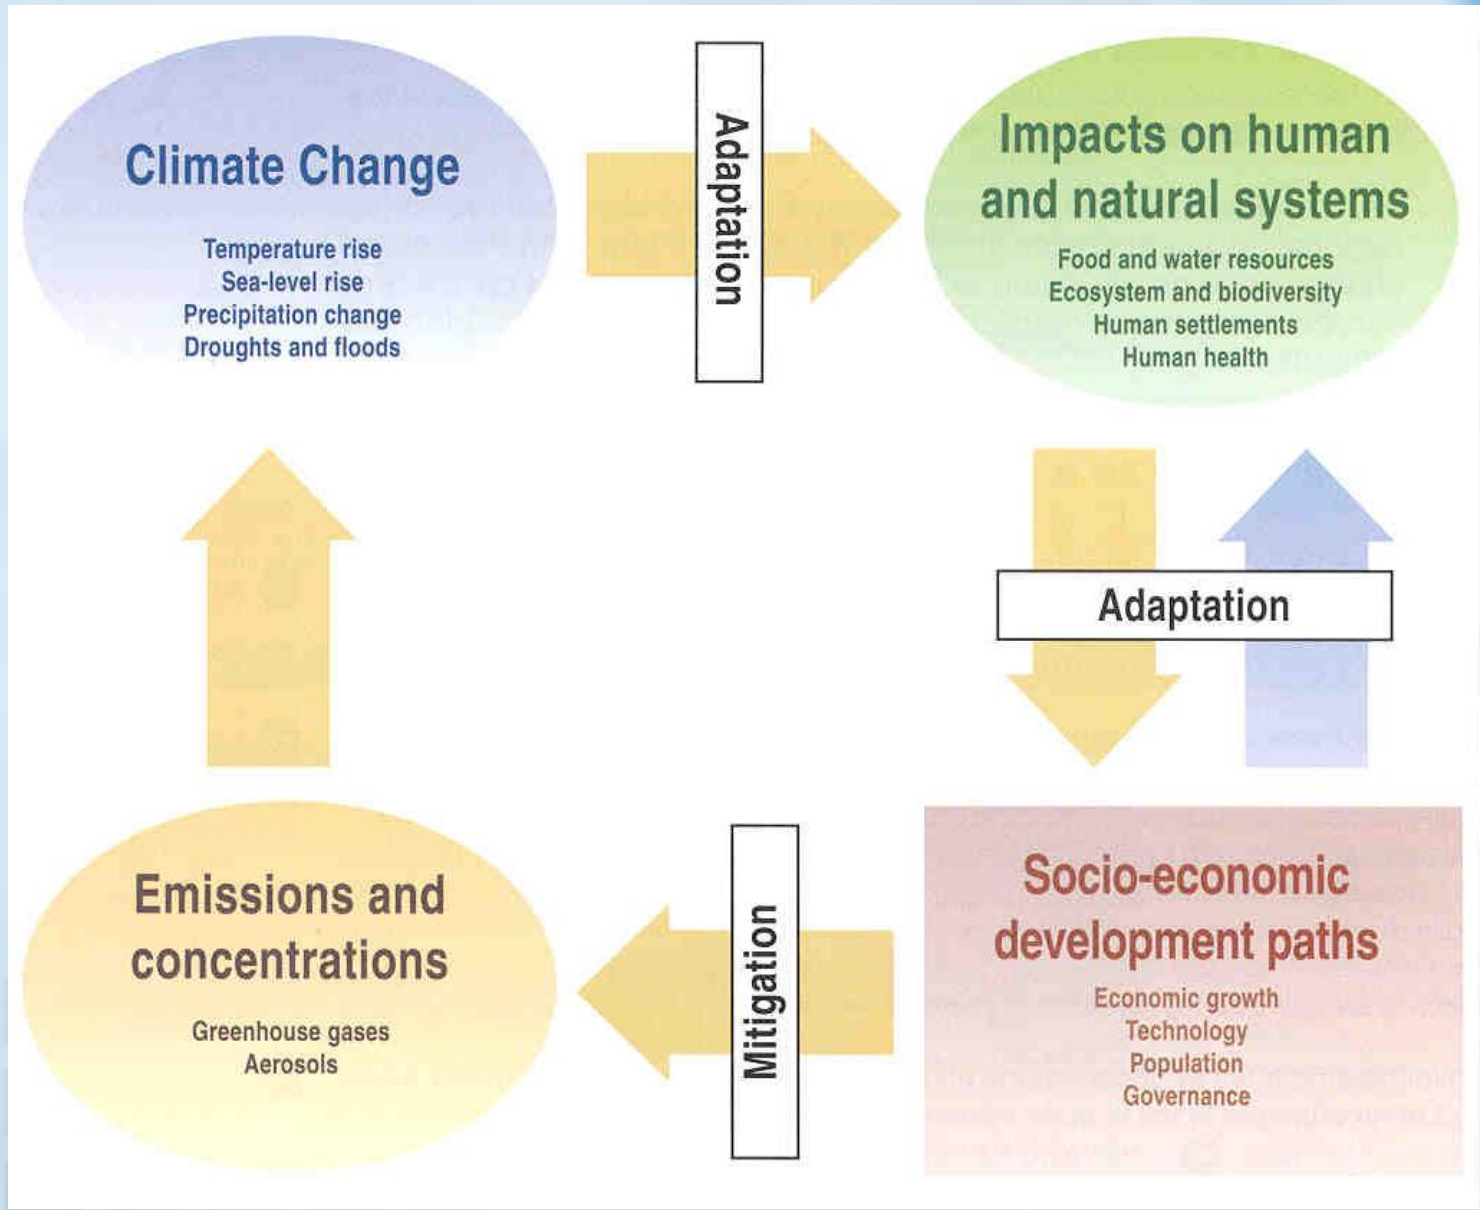 Climate Change
Temperature rise
Sea-level rise
Precipitation change
Droughts and floods
Adaptation
Impacts on human
and natural systems
Food and water resources
Ecosystem and biodiversity
Human settlements
Human health
Adaptation
Emissions and
concentrations
Greenhouse gases
Aerosols
Mitigation
Socio-economic
development paths
Economic growth
Technology
Population
Governance